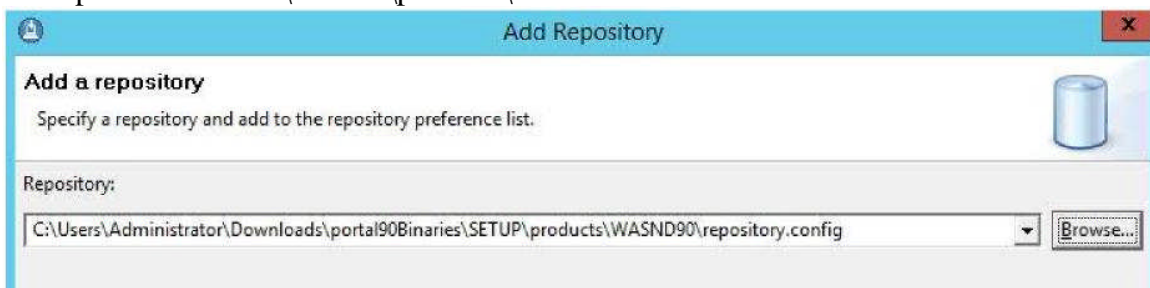 Add Repository
x
Add a repository
Specify a repository and add to the repository preference list.
Repository:
C:\Users\Administrator\Downloads\portal90Binaries\SETUP\products\WASND90\repository.config
Browse...